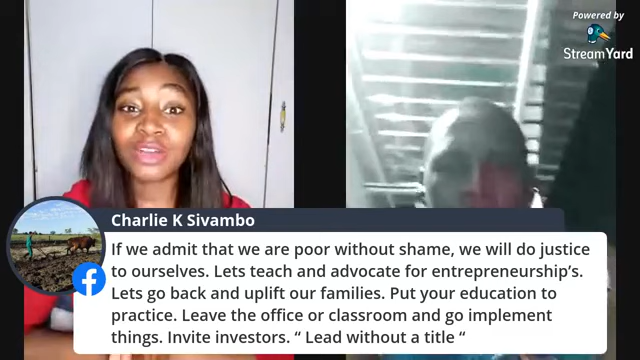 Powered by
StreamYard
Charlie K Sivambo
If we admit that we are poor without shame, we will do justice
to ourselves. Lets teach and advocate for entrepreneurship’s.
Lets go back and uplift our families. Put your education to
practice. Leave the office or classroom and go implement
things. Invite investors. “ Lead without a title “